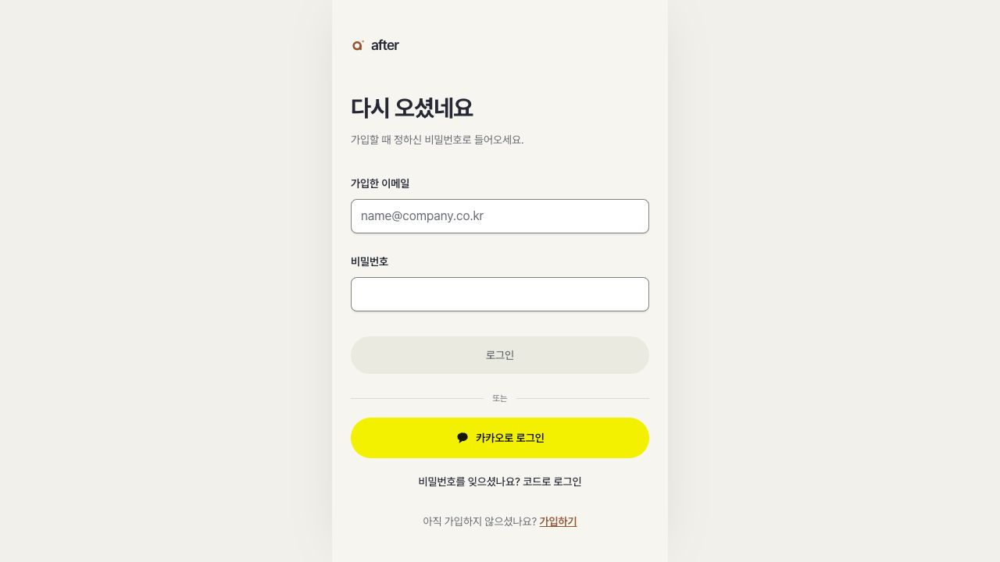 after
다시 오셨네요
가입할 때 정하신 비밀번호로 들어오세요.
가입한 이메일
name@company.co.kr
비밀번호
로그인
또는
카카오로 로그인
비밀번호를 잊으셨나요? 코드로 로그인
아직 가입하지 않으셨나요? 가입하기